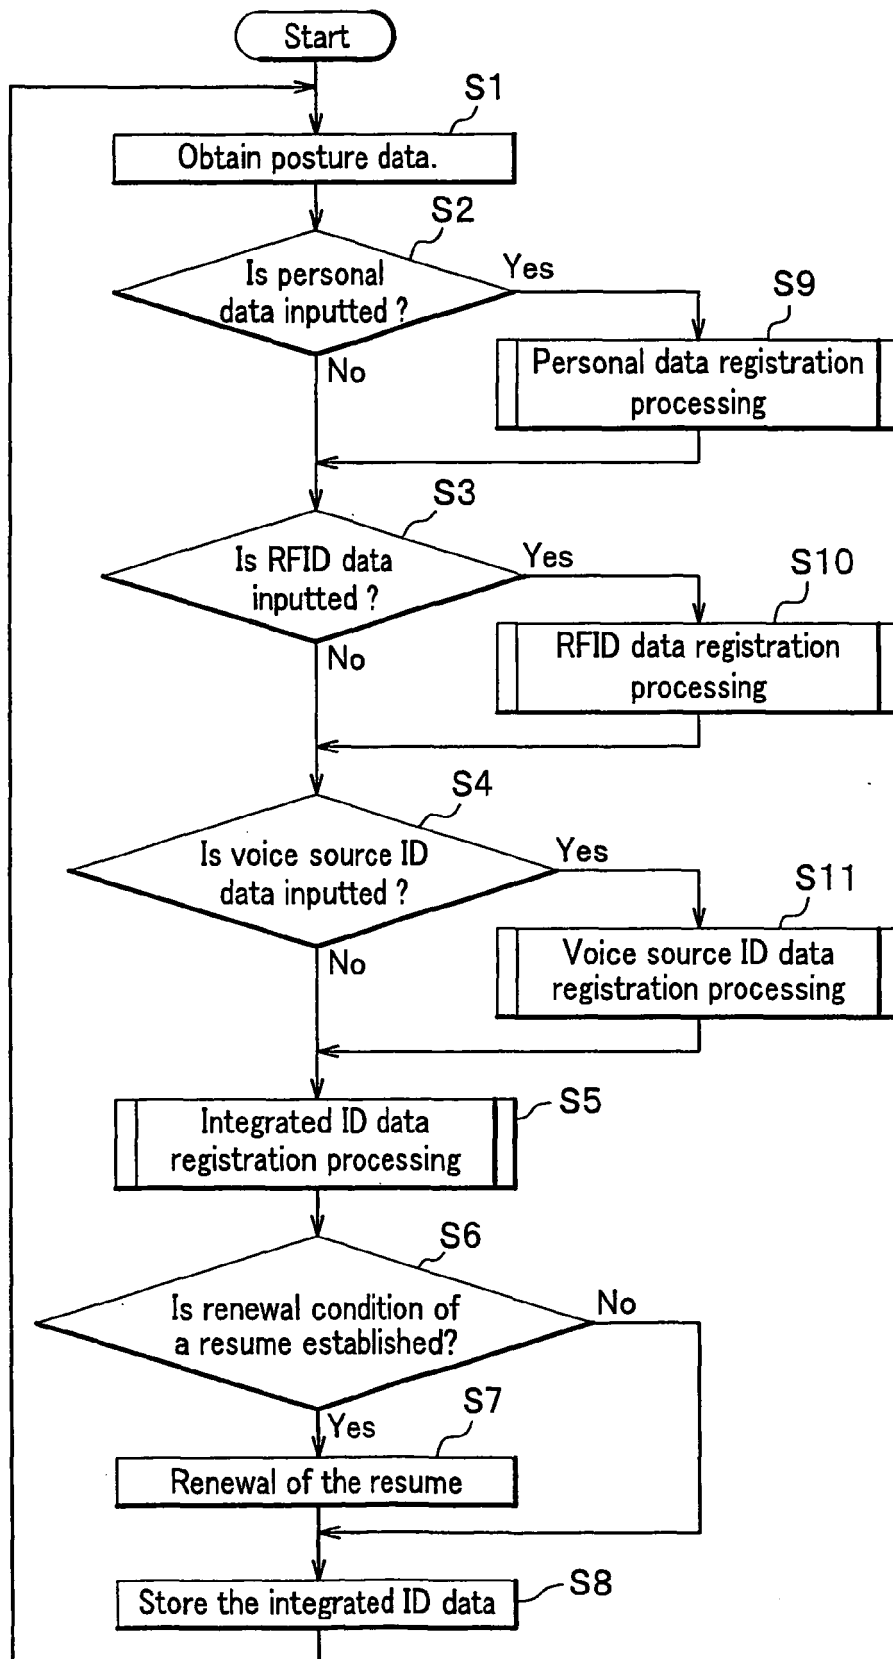 Start
S1
Obtain posture data.
S2
Is personal
data inputted ?
Yes
No
S9
Personal data registration
processing
S3
Is RFID data
inputted ?
Yes
No
S10
RFID data registration
processing
S4
Is voice source ID
data inputted ?
Yes
No
S11
Voice source ID data
registration processing
S5
Integrated ID data
registration processing
S6
Is renewal condition of
a resume established?
No
Yes
S7
Renewal of the resume
S8
Store the integrated ID data